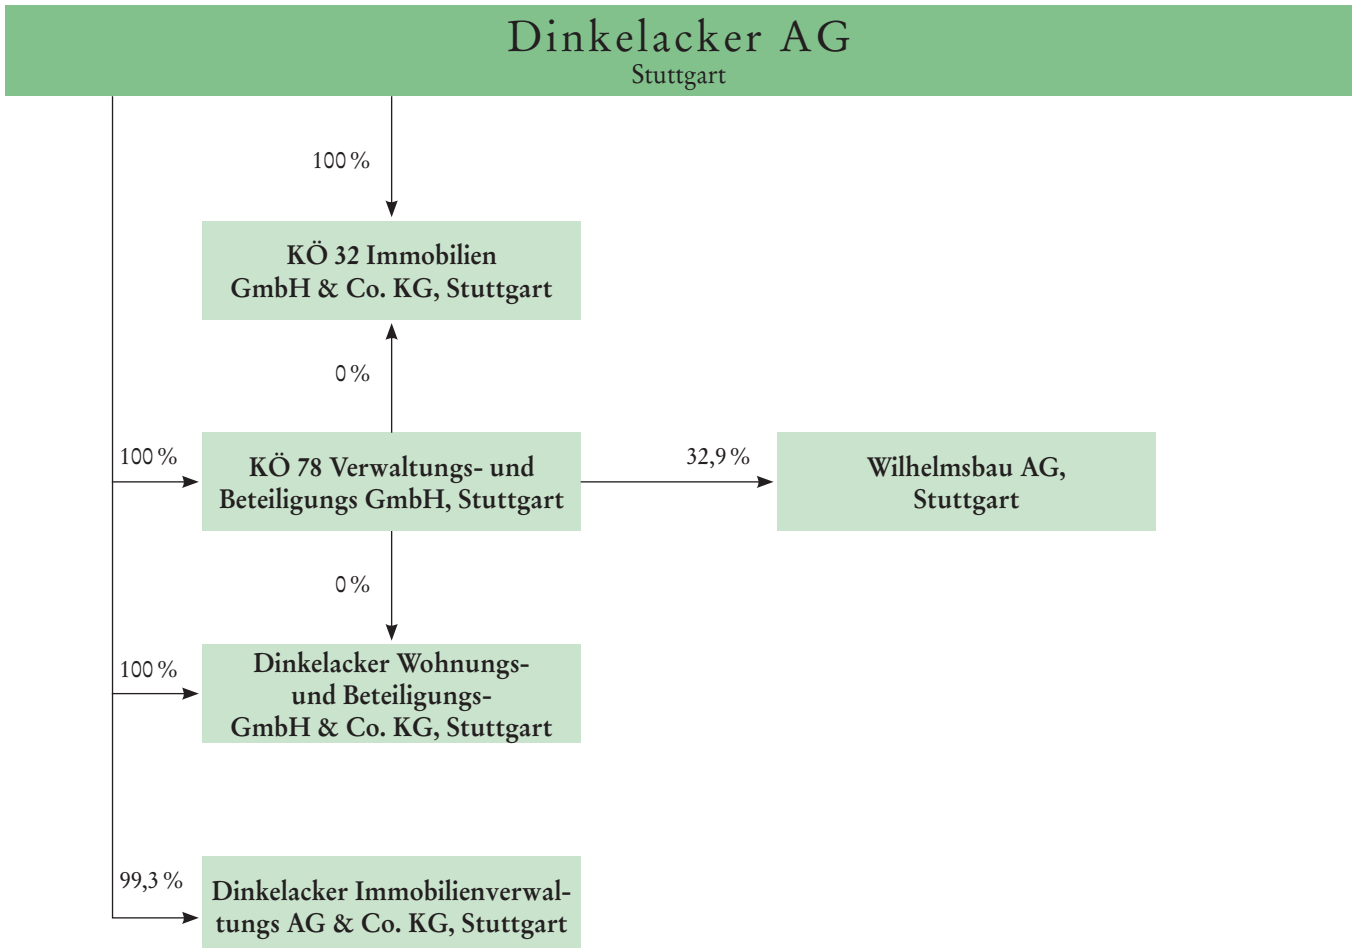 Dinkelacker AG
Stuttgart
100 %
KÖ 32 Immobilien
GmbH & Co. KG, Stuttgart
0 %
100 %
KÖ 78 Verwaltungs- und
Beteiligungs GmbH, Stuttgart
32,9 %
Wilhelmsbau AG,
Stuttgart
0 %
100 %
Dinkelacker Wohnungs-
und Beteiligungs-
GmbH & Co. KG, Stuttgart
99,3 %
Dinkelacker Immobilienverwal-
tungs AG & Co. KG, Stuttgart